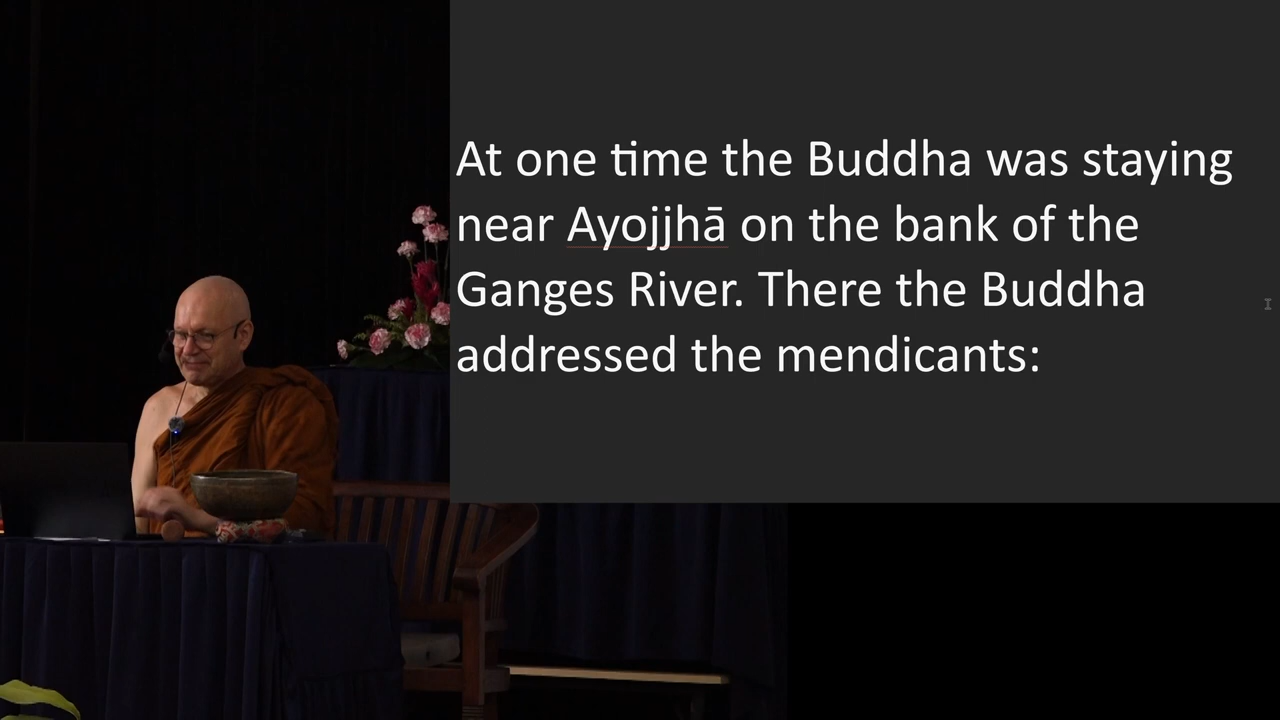 At one time the Buddha was staying
near Ayojjhā on the bank of the
Ganges River. There the Buddha
addressed the mendicants: